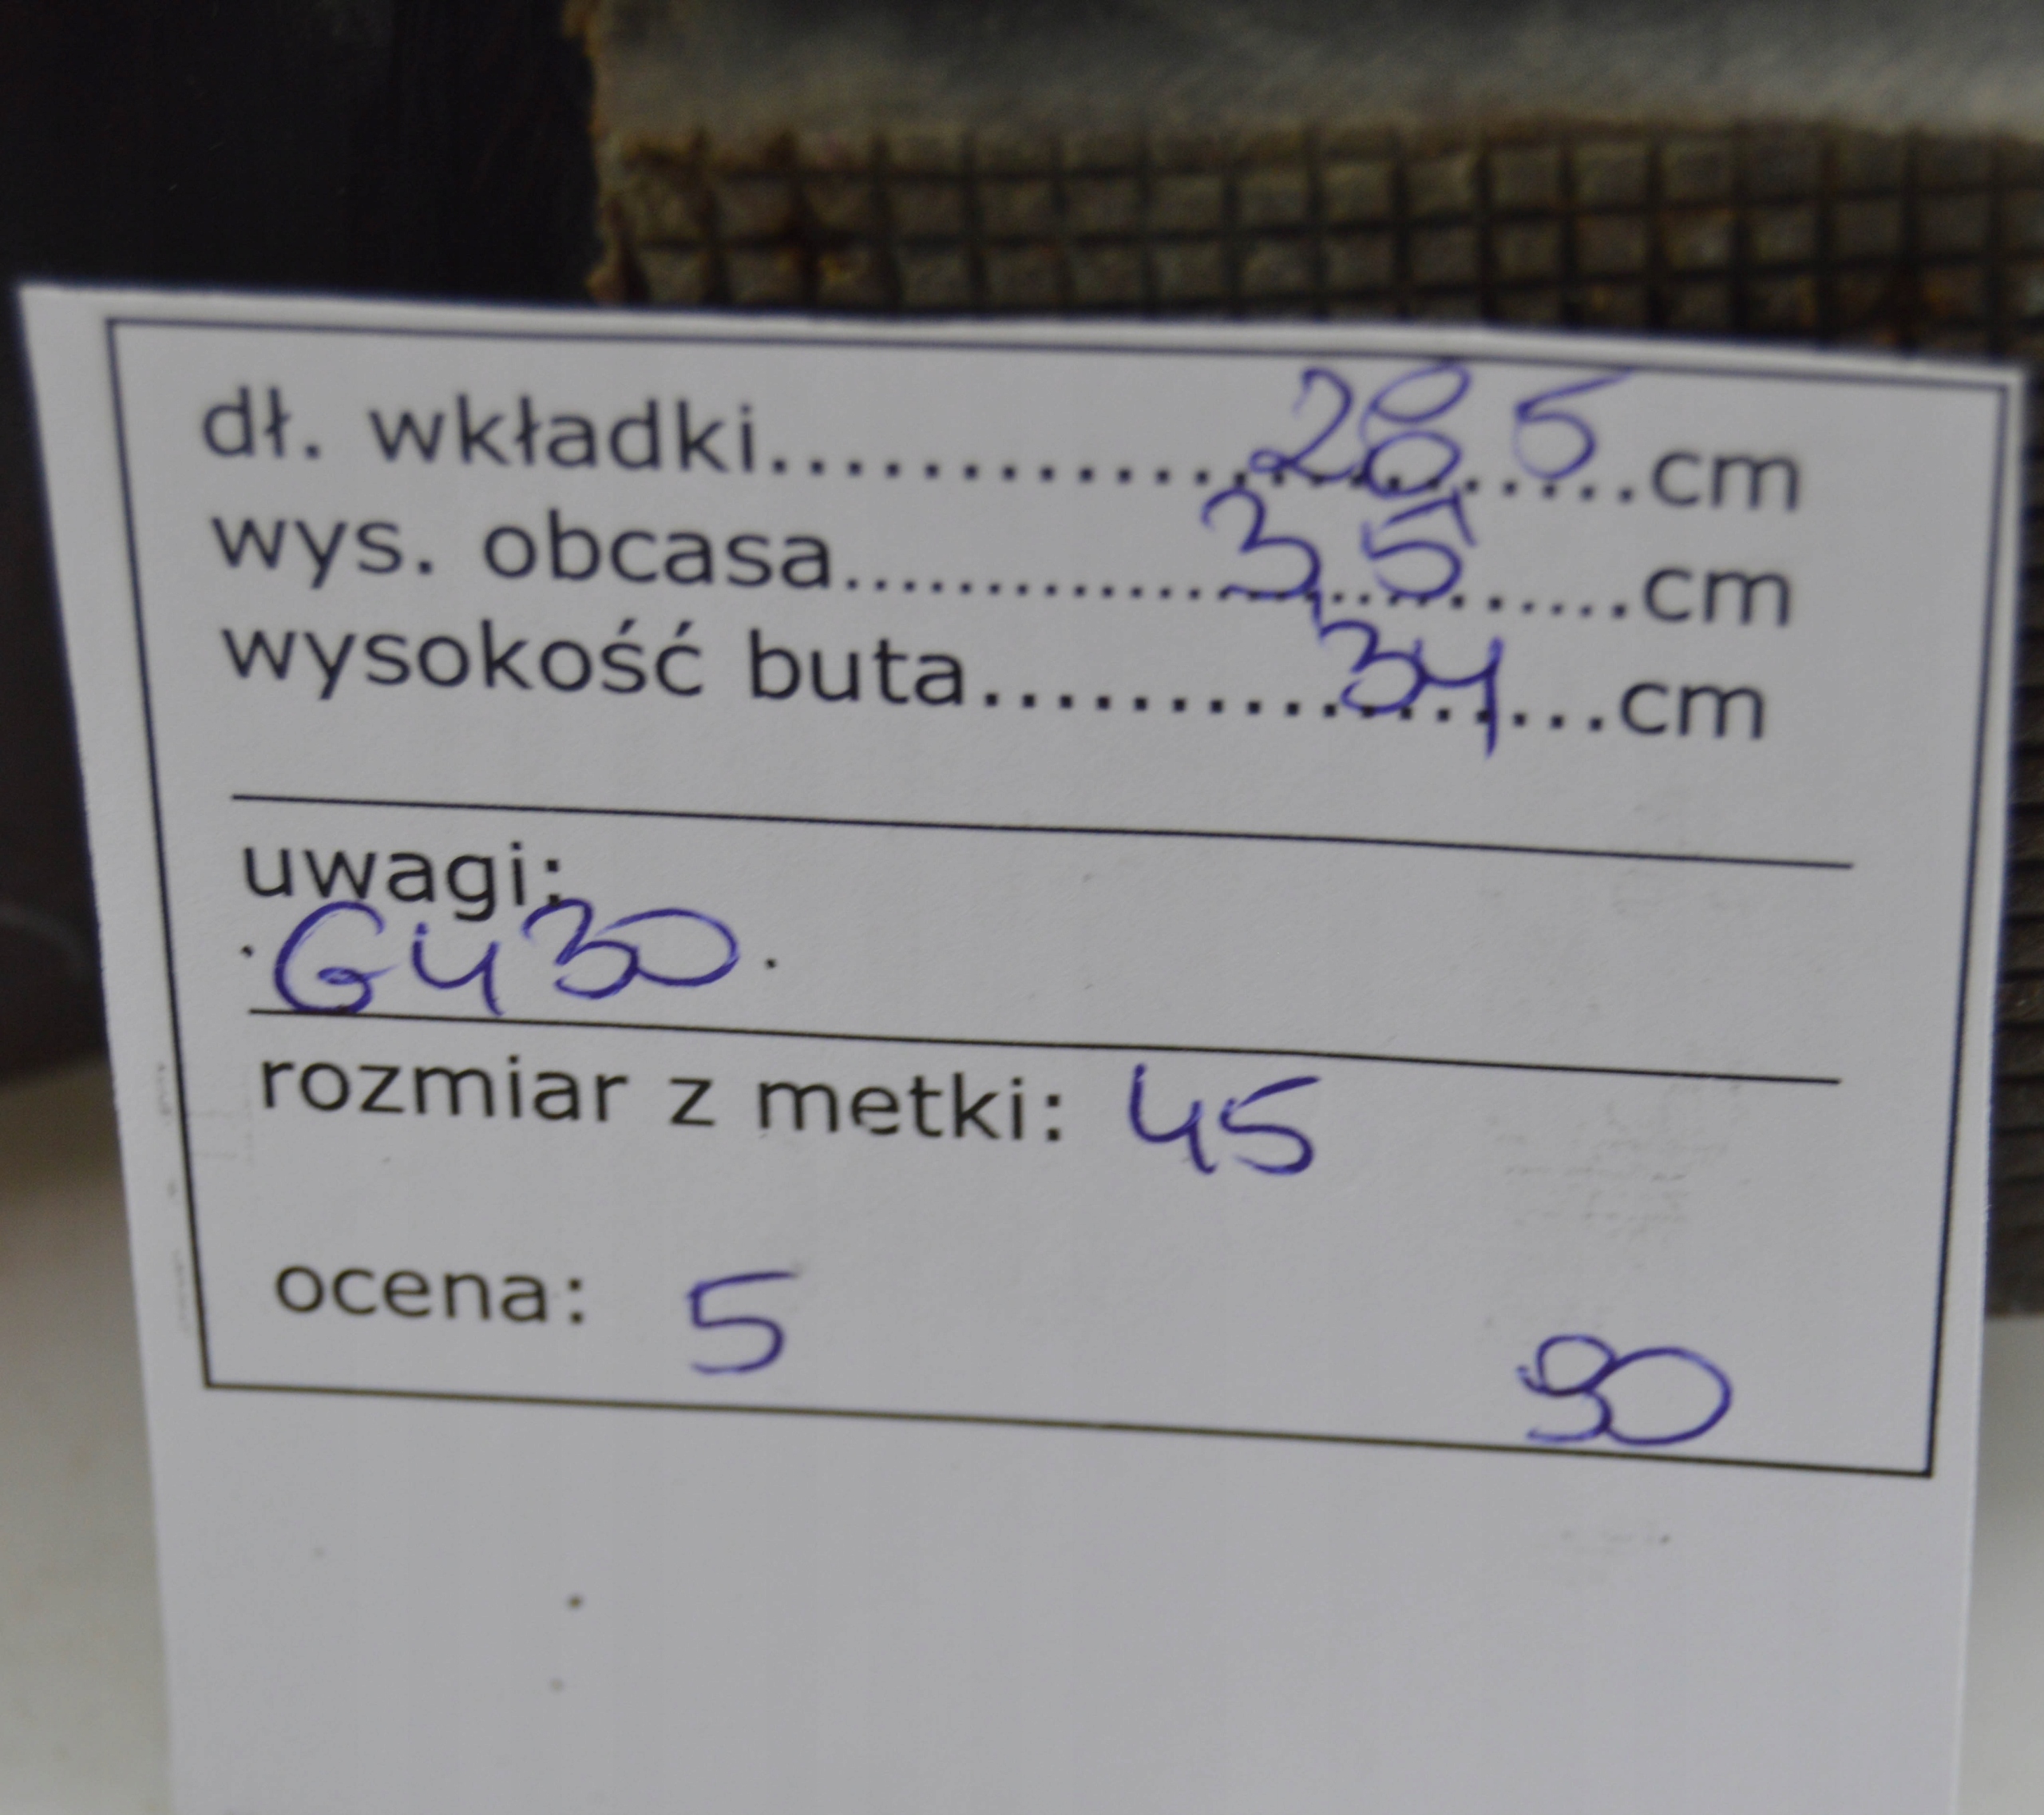 dł. wkładki....................28,5...cm
wys. obcasa....................3,5......cm
wysokość buta................34...cm
uwagi:
.G430.
rozmiar z metki: 45
ocena: 5
90